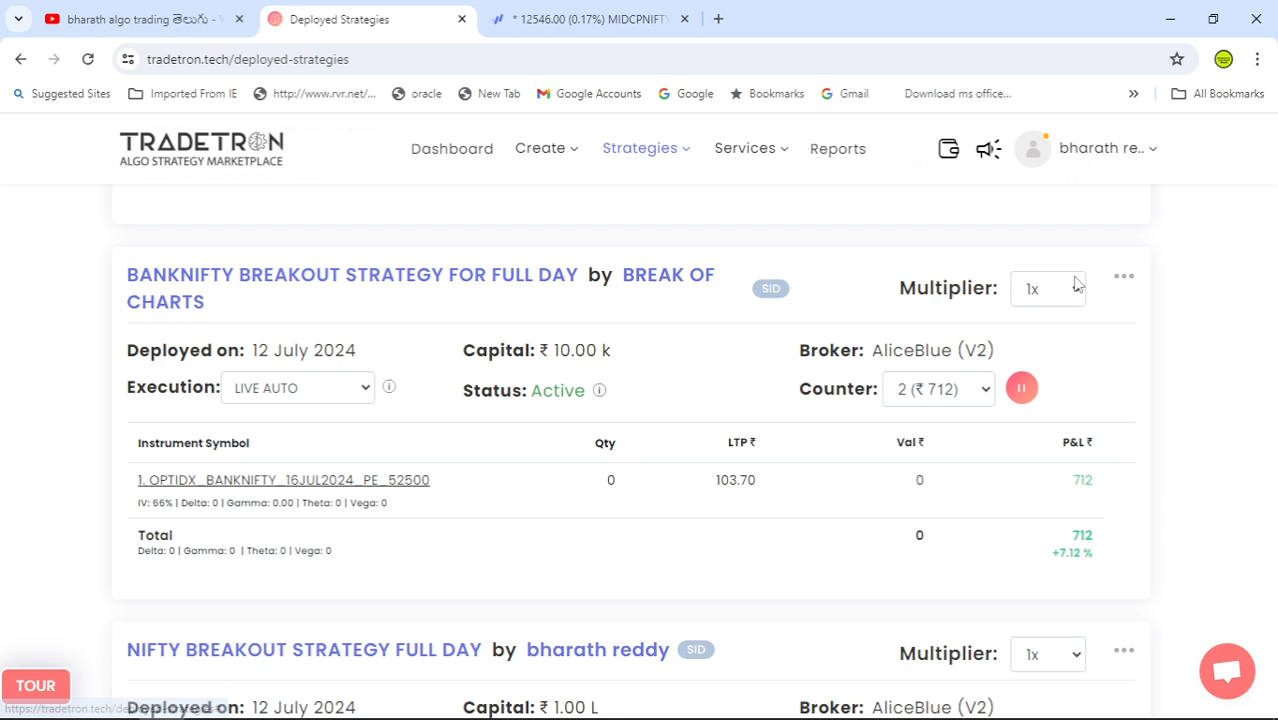 bharath algo trading తెలుగు -
Deployed Strategies
* 12546.00 (0.17%) MIDCPNIFTY
tradetron.tech/deployed-strategies
Suggested Sites
Imported From IE
http://www.rvr.net/...
oracle
New Tab
Google Accounts
Google
Bookmarks
Gmail
Download ms office...
»
All Bookmarks
TRADETRON
ALGO STRATEGY MARKETPLACE
Dashboard
Create
Strategies
Services
Reports
bharath re..
BANKNIFTY BREAKOUT STRATEGY FOR FULL DAY by BREAK OF
CHARTS
SID
Multiplier: 1x
Deployed on: 12 July 2024
Capital: ₹ 10.00 k
Broker: AliceBlue (V2)
Execution: LIVE AUTO
Status: Active
Counter: 2 (₹ 712)
Instrument Symbol Qty LTP ₹ Val ₹ P&L ₹
1. OPTIDX_BANKNIFTY_16JUL2024_PE_52500 0 103.70 0 712
IV: 66% | Delta: 0 | Gamma: 0.00 | Theta: 0 | Vega: 0
Total 0 712
Delta: 0 | Gamma: 0 | Theta: 0 | Vega: 0 +7.12 %
NIFTY BREAKOUT STRATEGY FULL DAY by bharath reddy SID
Multiplier: 1x
TOUR
Deployed on: 12 July 2024
Capital: ₹ 1.00 L
Broker: AliceBlue (V2)